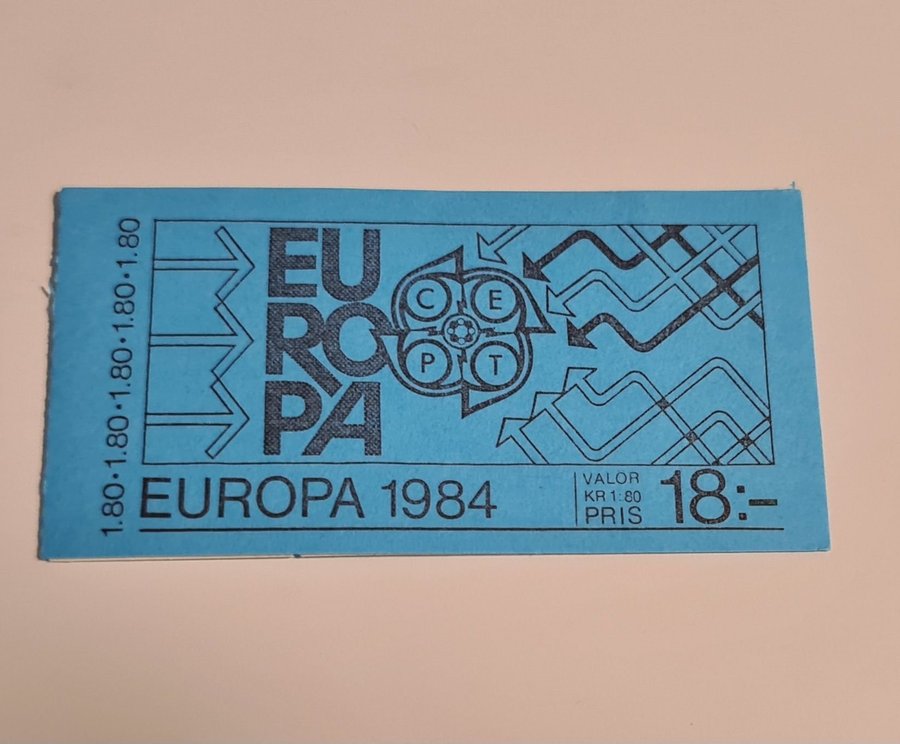 EU
RO
PA
C E
P T
EUROPA 1984
VALOR
KR 1:80
PRIS
18:-
1.80·1.80·1.80·1.80·1.80